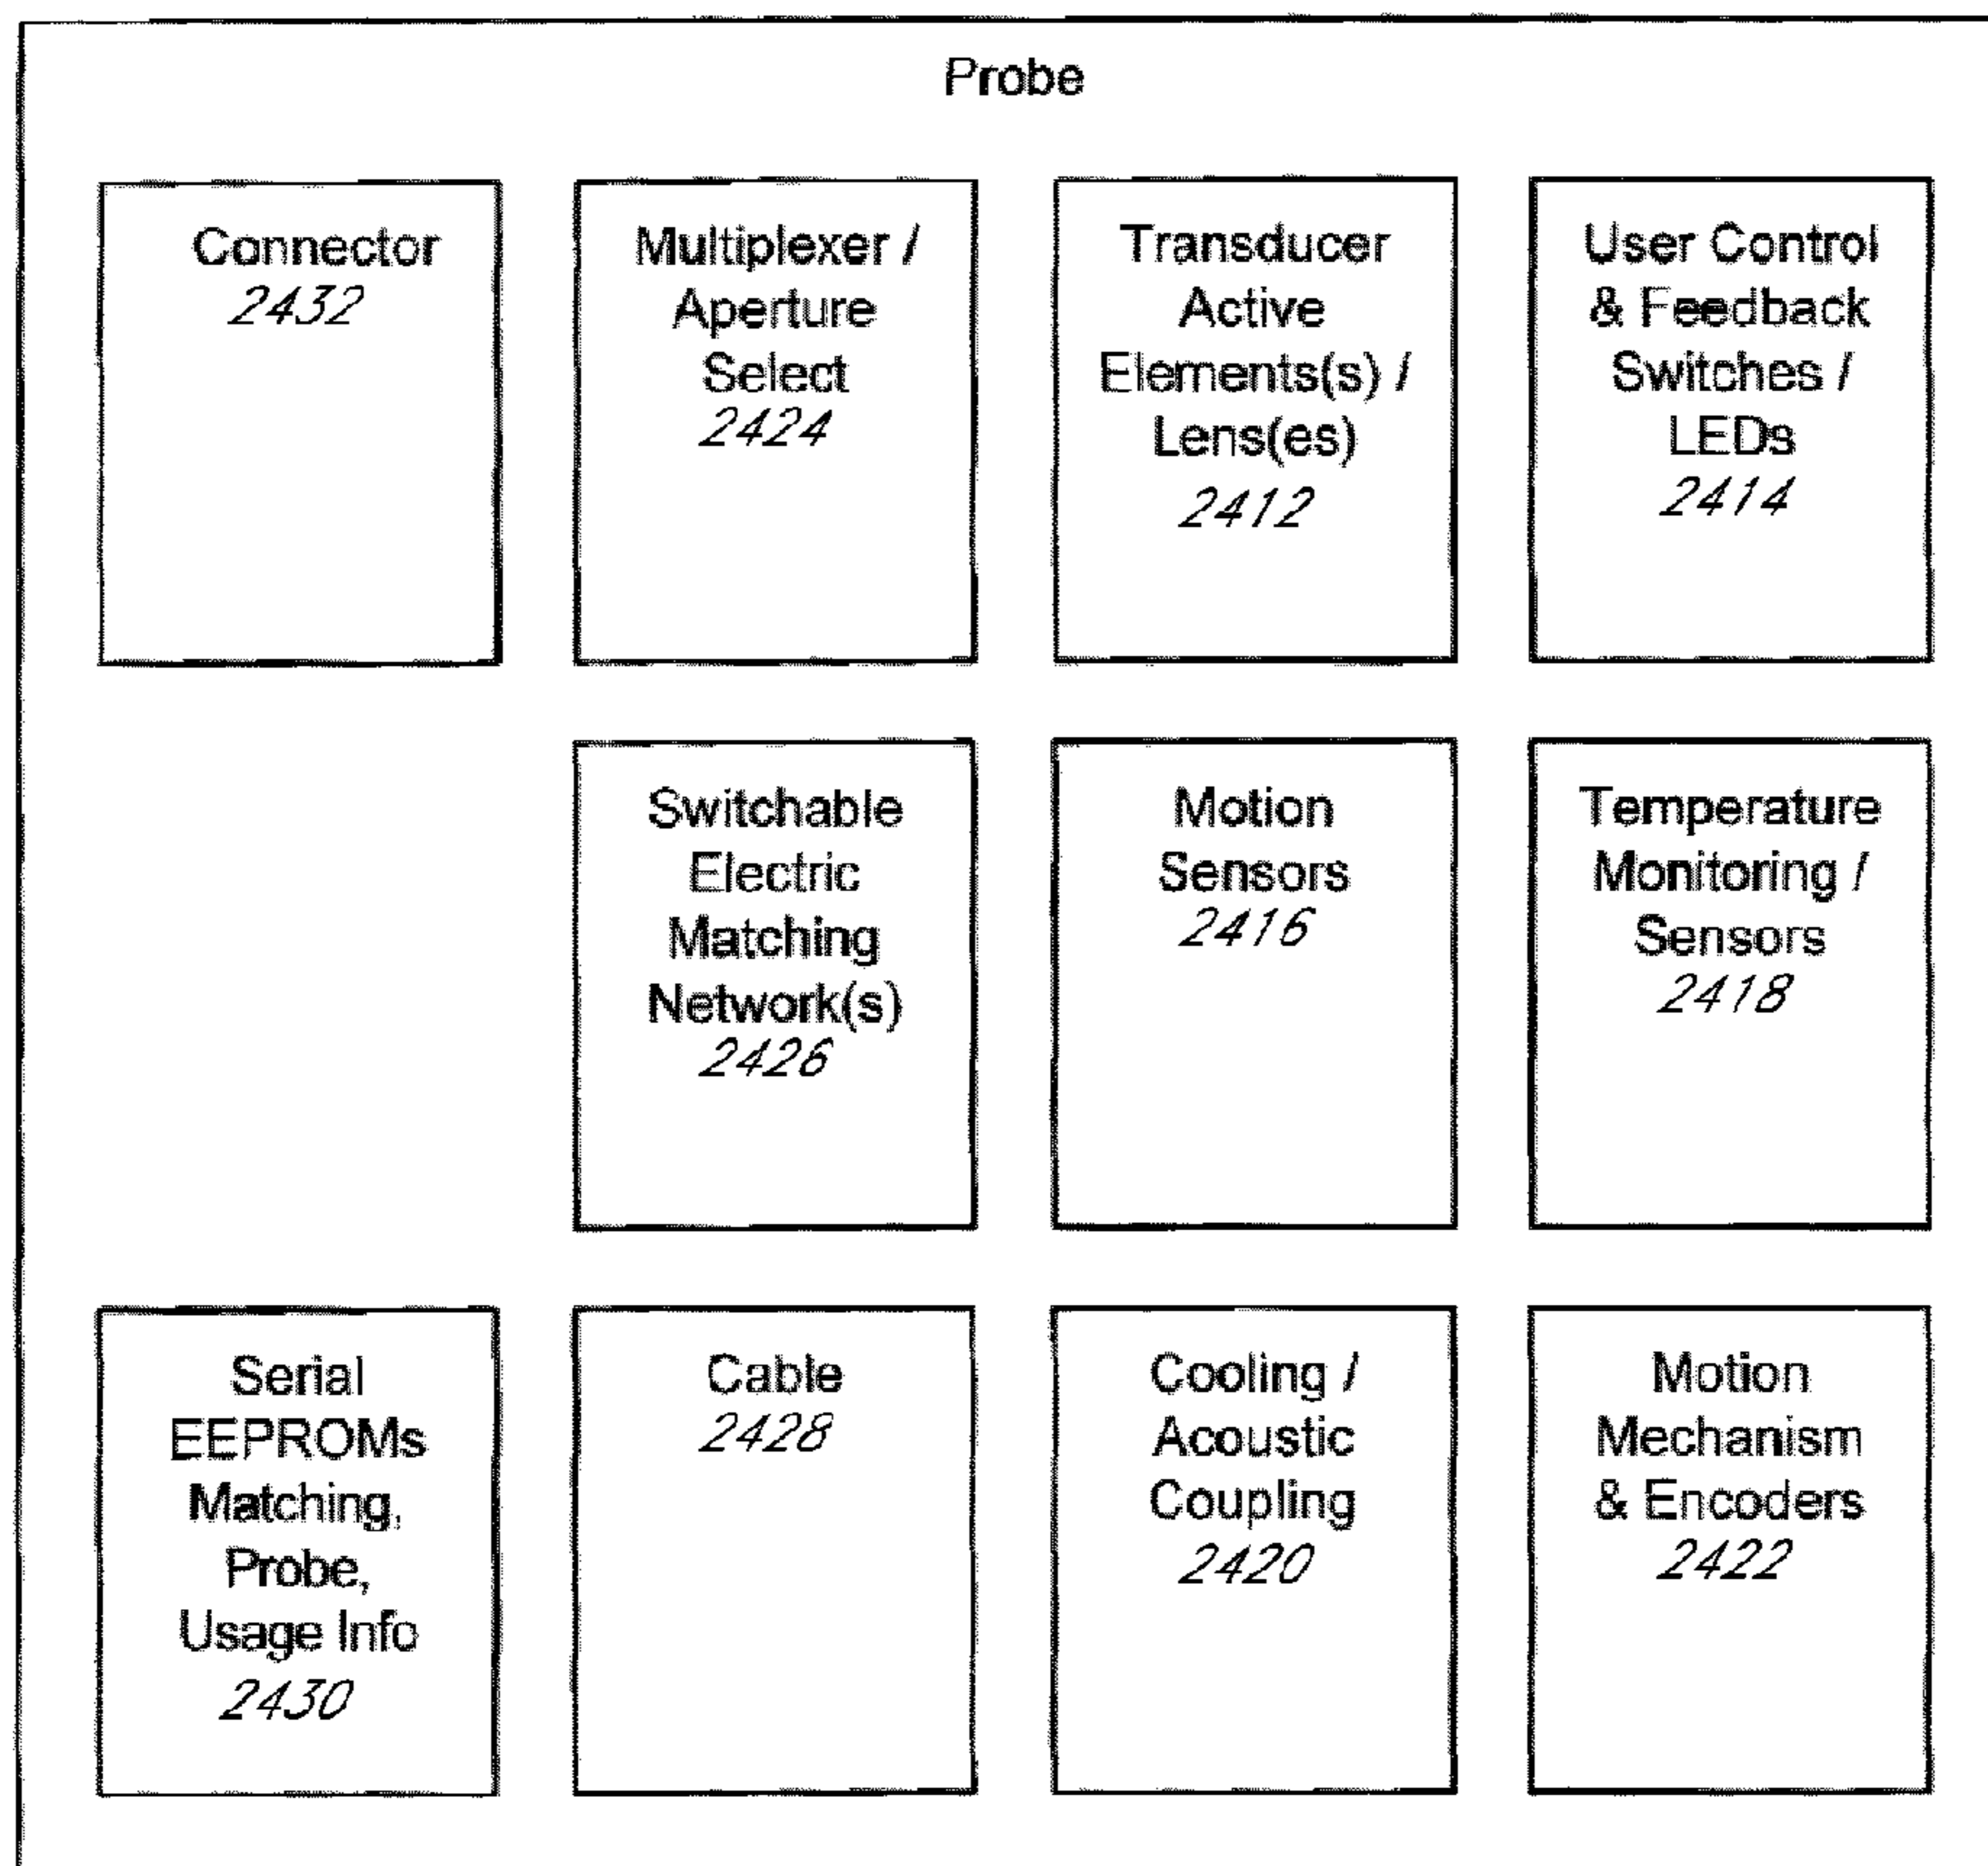 Probe
Connector
2432
Multiplexer /
Aperture
Select
2424
Transducer
Active
Elements(s) /
Lens(es)
2412
User Control
& Feedback
Switches /
LEDs
2414
Switchable
Electric
Matching
Network(s)
2426
Motion
Sensors
2416
Temperature
Monitoring /
Sensors
2418
Serial
EEPROMs
Matching,
Probe,
Usage Info
2430
Cable
2428
Cooling /
Acoustic
Coupling
2420
Motion
Mechanism
& Encoders
2422